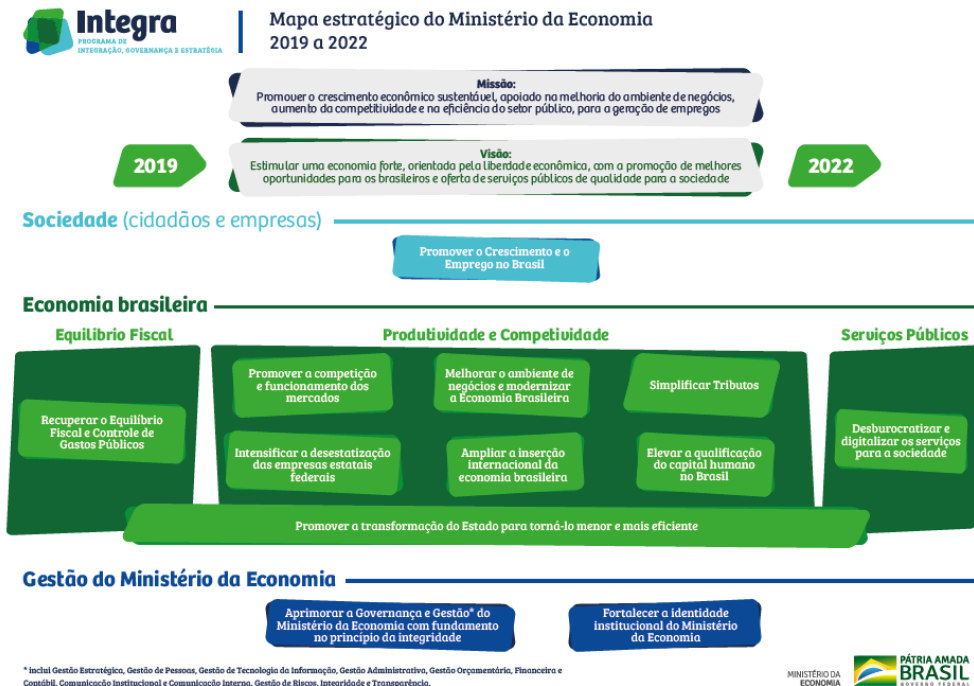 Integra
PROGRAMA DE
INTEGRAÇÃO, GOVERNANÇA E ESTRATÉGIA
Mapa estratégico do Ministério da Economia
2019 a 2022
Missão:
Promover o crescimento econômico sustentável, apoiado na melhoria do ambiente de negócios,
aumento da competitividade e na eficiência do setor público, para a geração de empregos
2019
Visão:
Estimular uma economia forte, orientada pela liberdade econômica, com a promoção de melhores
oportunidades para os brasileiros e oferta de serviços públicos de qualidade para a sociedade
2022
Sociedade (cidadãos e empresas)
Promover o Crescimento e o
Emprego no Brasil
Economia brasileira
Equilibrio Fiscal
Recuperar o Equilíbrio
Fiscal e Controle de
Gastos Públicos
Produtividade e Competividade
Promover a competição
e funcionamento dos
mercados
Melhorar o ambiente de
negócios e modernizar
a Economia Brasileira
Simplificar Tributos
Intensificar a desestatização
das empresas estatais
federais
Ampliar a inserção
internacional da
economia brasileira
Elevar a qualificação
do capital humano
no Brasil
Serviços Públicos
Desburocratizar e
digitalizar os serviços
para a sociedade
Promover a transformação do Estado para torná-lo menor e mais eficiente
Gestão do Ministério da Economia
Aprimorar a Governança e Gestão* do
Ministério da Economia com fundamento
no princípio da integridade
Fortalecer a identidade
institucional do Ministério
da Economia
* inclui Gestão Estratégica, Gestão de Pessoas, Gestão de Tecnologia da Informação, Gestão Administrativa, Gestão Orçamentária, Financeira e
Contábil, Comunicação Institucional e Comunicação Interna, Gestão de Riscos, Integridade e Transparência.
MINISTÉRIO DA
ECONOMIA
PÁTRIA AMADA
BRASIL
GOVERNO FEDERAL